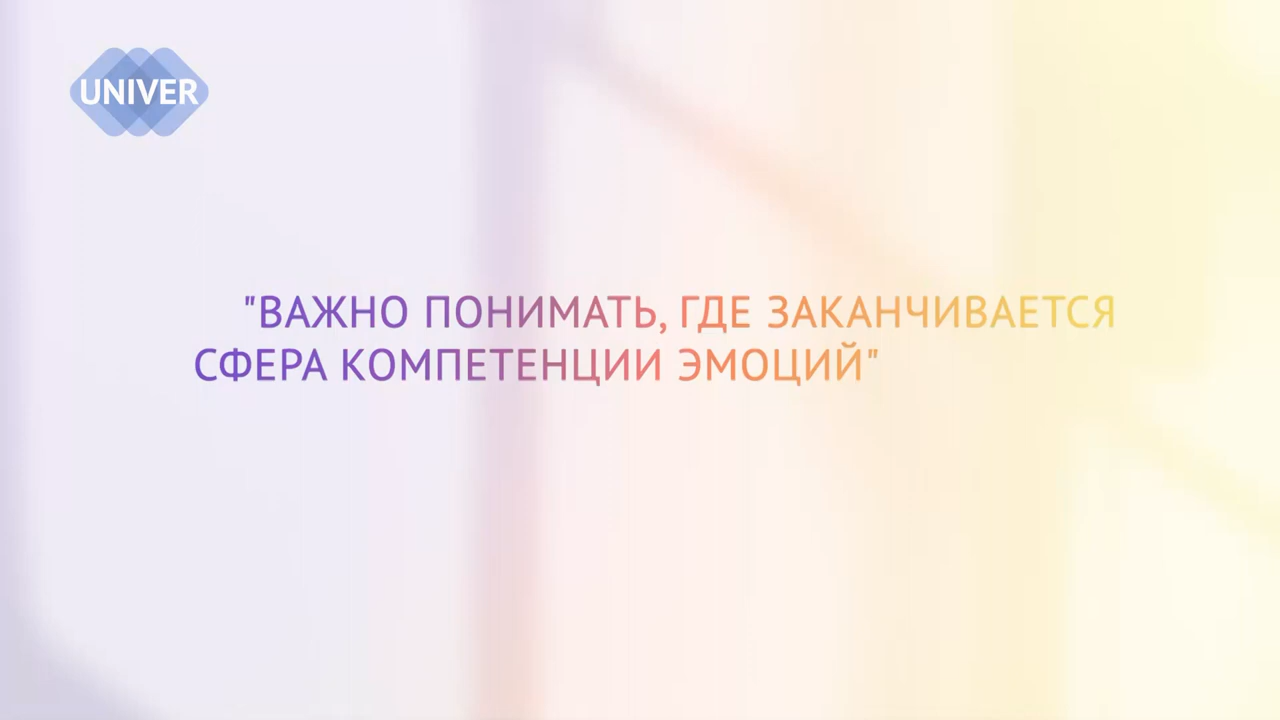 UNIVER
"ВАЖНО ПОНИМАТЬ, ГДЕ ЗАКАНЧИВАЕТСЯ
СФЕРА КОМПЕТЕНЦИИ ЭМОЦИЙ"